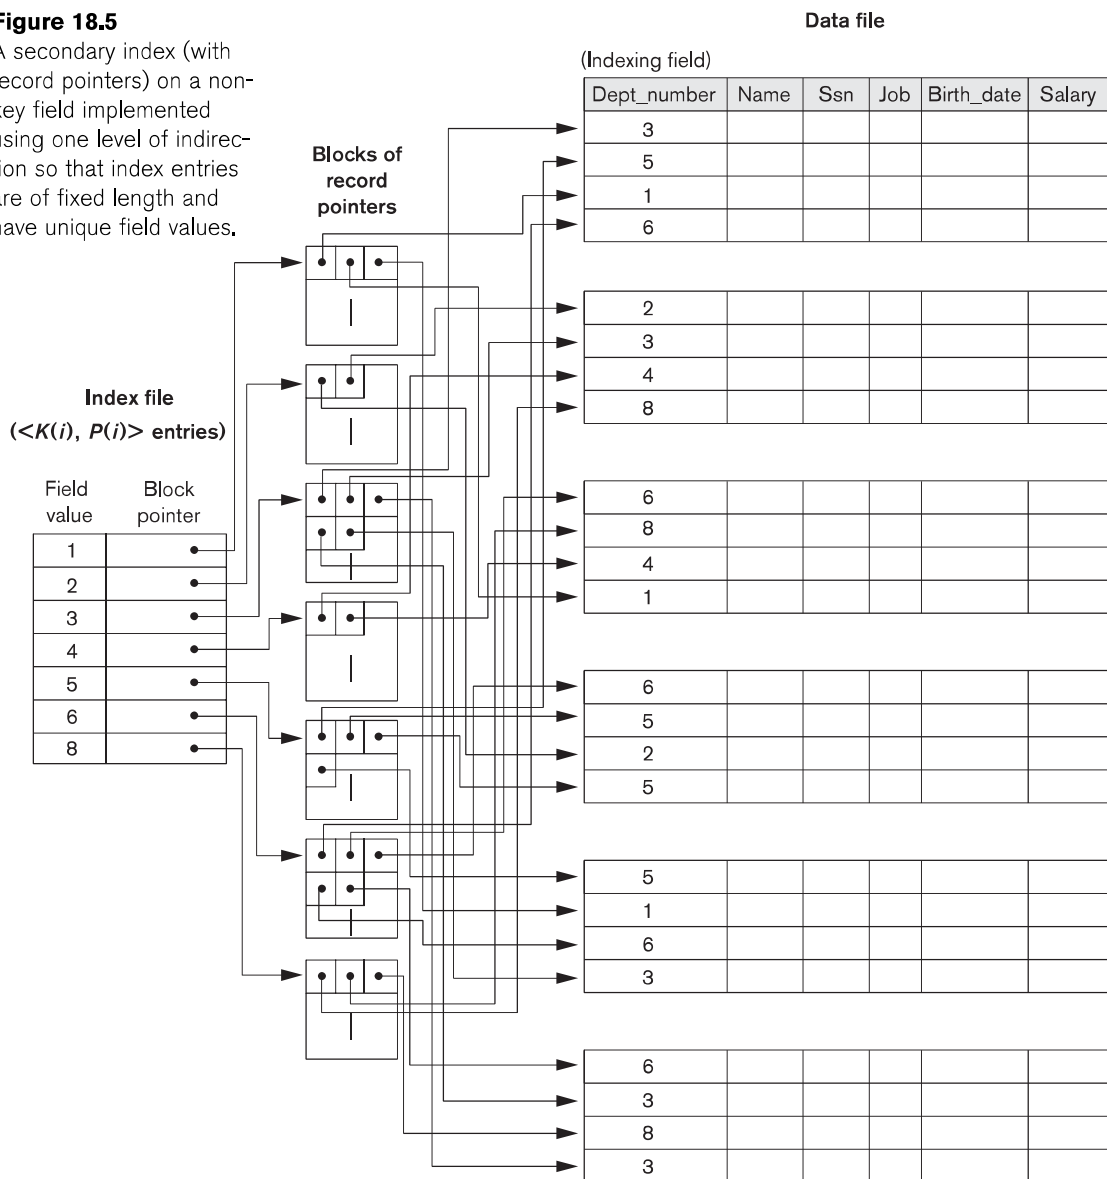 Figure 18.5
A secondary index (with
record pointers) on a non-
key field implemented
using one level of indirec-
tion so that index entries
are of fixed length and
have unique field values.
Data file
(Indexing field)
Dept_number Name Ssn Job Birth_date Salary
3
5
1
6
2
3
4
8
6
8
4
1
6
5
2
5
5
1
6
3
6
3
8
3
Blocks of
record
pointers
Index file
(<K(i), P(i)> entries)
Field Block
value pointer
1
2
3
4
5
6
8